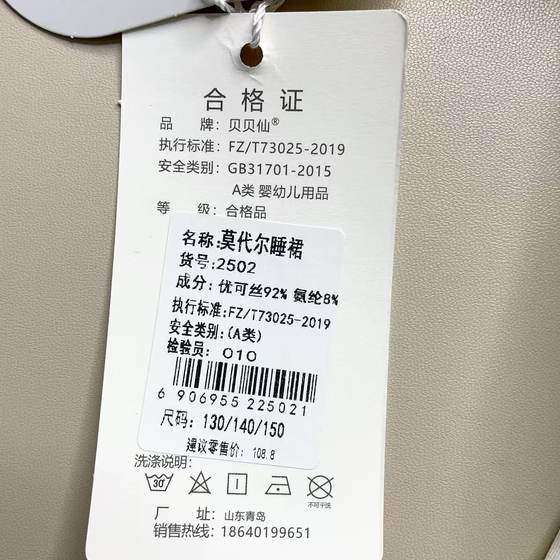 合格证
品 牌: 贝贝仙®
执行标准: FZ/T73025-2019
安全类别: GB31701-2015
A类 婴幼儿用品
等 级: 合格品
名称: 莫代尔睡裙
货号: 2502
成分: 优可丝92% 氨纶8%
执行标准: FZ/T73025-2019
安全类别: (A类)
检验员: 010
6 906955 225021
尺码: 130/140/150
建议零售价: 108.8
洗涤说明:
30
不可干洗
厂 址: 山东青岛
销售热线: 18640199651